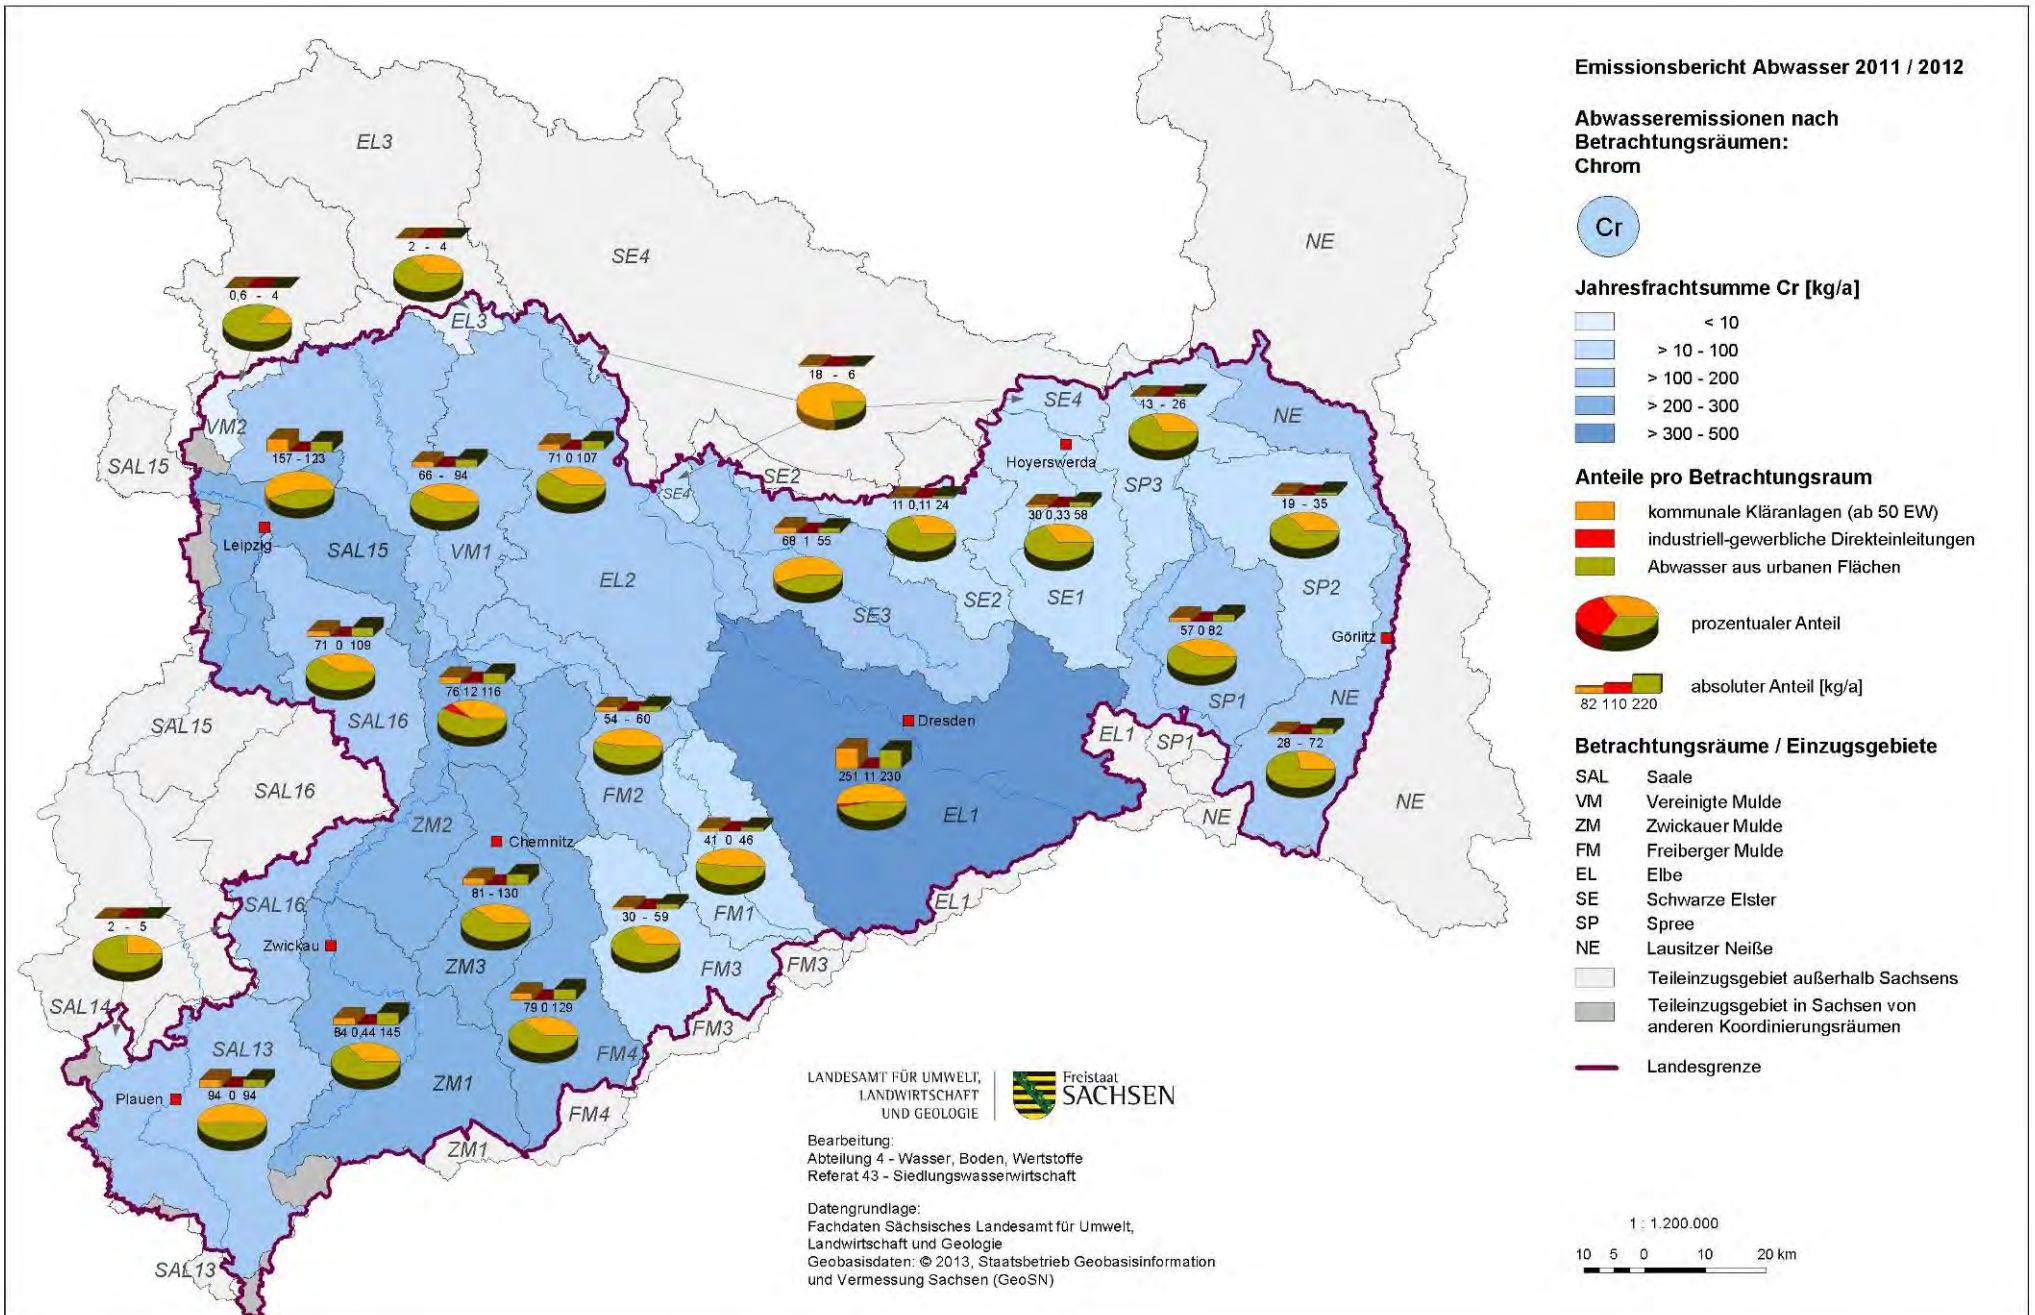 Emissionsbericht Abwasser 2011 / 2012
Abwasseremissionen nach
Betrachtungsräumen:
Chrom
Cr
Jahresfrachtsumme Cr [kg/a]
< 10
> 10 - 100
> 100 - 200
> 200 - 300
> 300 - 500
Anteile pro Betrachtungsraum
kommunale Kläranlagen (ab 50 EW)
industriell-gewerbliche Direkteinleitungen
Abwasser aus urbanen Flächen
prozentualer Anteil
absoluter Anteil [kg/a]
82 110 220
Betrachtungsräume / Einzugsgebiete
SAL Saale
VM Vereinigte Mulde
ZM Zwickauer Mulde
FM Freiberger Mulde
EL Elbe
SE Schwarze Elster
SP Spree
NE Lausitzer Neiße
Teileinzugsgebiet außerhalb Sachsens
Teileinzugsgebiet in Sachsen von
anderen Koordinierungsräumen
Landesgrenze
1 : 1.200.000
10 5 0 10 20 km
EL3
SE4
NE
2 - 4
0,6 - 4
EL3
18 - 6
SE4
13 - 26
NE
VM2
SAL15
157 - 123
66 - 94
71 0 107
SE2
SE4
Hoyerswerda
SP3
11 0,11 24
30 0,33 58
19 - 35
68 1 55
Leipzig
SAL15
VM1
EL2
SE3
SE2
SE1
SP2
57 0 82
Görlitz
71 0 109
76 12 116
SAL16
54 - 60
Dresden
SP1
NE
28 - 72
EL1
SP1
SAL15
SAL16
251 11 230
FM2
EL1
ZM2
Chemnitz
NE
NE
41 0 46
81 - 130
FM1
EL1
30 - 59
SAL16
2 - 5
Zwickau
ZM3
FM3
FM3
SAL14
79 0 129
84 0,44 145
FM3
SAL13
FM4
ZM1
94 0 94
Plauen
FM4
ZM1
SAL13
LANDESAMT FÜR UMWELT,
LANDWIRTSCHAFT
UND GEOLOGIE
Freistaat
SACHSEN
Bearbeitung:
Abteilung 4 - Wasser, Boden, Wertstoffe
Referat 43 - Siedlungswasserwirtschaft
Datengrundlage:
Fachdaten Sächsisches Landesamt für Umwelt,
Landwirtschaft und Geologie
Geobasisdaten: © 2013, Staatsbetrieb Geobasisinformation
und Vermessung Sachsen (GeoSN)